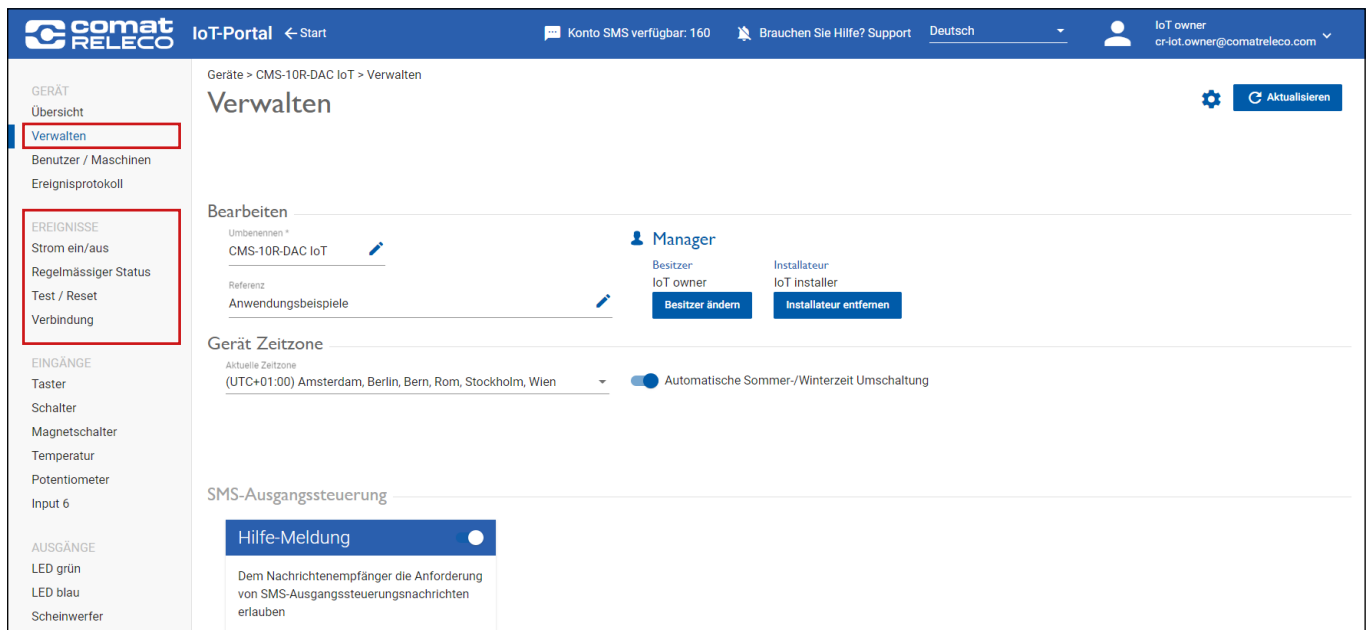 comat
RELECO
IoT-Portal
Start
Konto SMS verfügbar: 160
Brauchen Sie Hilfe? Support
Deutsch
IoT owner
cr-iot.owner@comatreleco.com
GERÄT
Übersicht
Verwalten
Benutzer / Maschinen
Ereignisprotokoll
EREIGNISSE
Strom ein/aus
Regelmässiger Status
Test / Reset
Verbindung
EINGÄNGE
Taster
Schalter
Magnetschalter
Temperatur
Potentiometer
Input 6
AUSGÄNGE
LED grün
LED blau
Scheinwerfer
Geräte > CMS-10R-DAC IoT > Verwalten
Verwalten
Aktualisieren
Bearbeiten
Umbenennen *
CMS-10R-DAC IoT
Referenz
Anwendungsbeispiele
Manager
Besitzer
IoT owner
Besitzer ändern
Installateur
IoT installer
Installateur entfernen
Gerät Zeitzone
Aktuelle Zeitzone
(UTC+01:00) Amsterdam, Berlin, Bern, Rom, Stockholm, Wien
Automatische Sommer-/Winterzeit Umschaltung
SMS-Ausgangssteuerung
Hilfe-Meldung
Dem Nachrichtenempfänger die Anforderung
von SMS-Ausgangssteuerungsnachrichten
erlauben